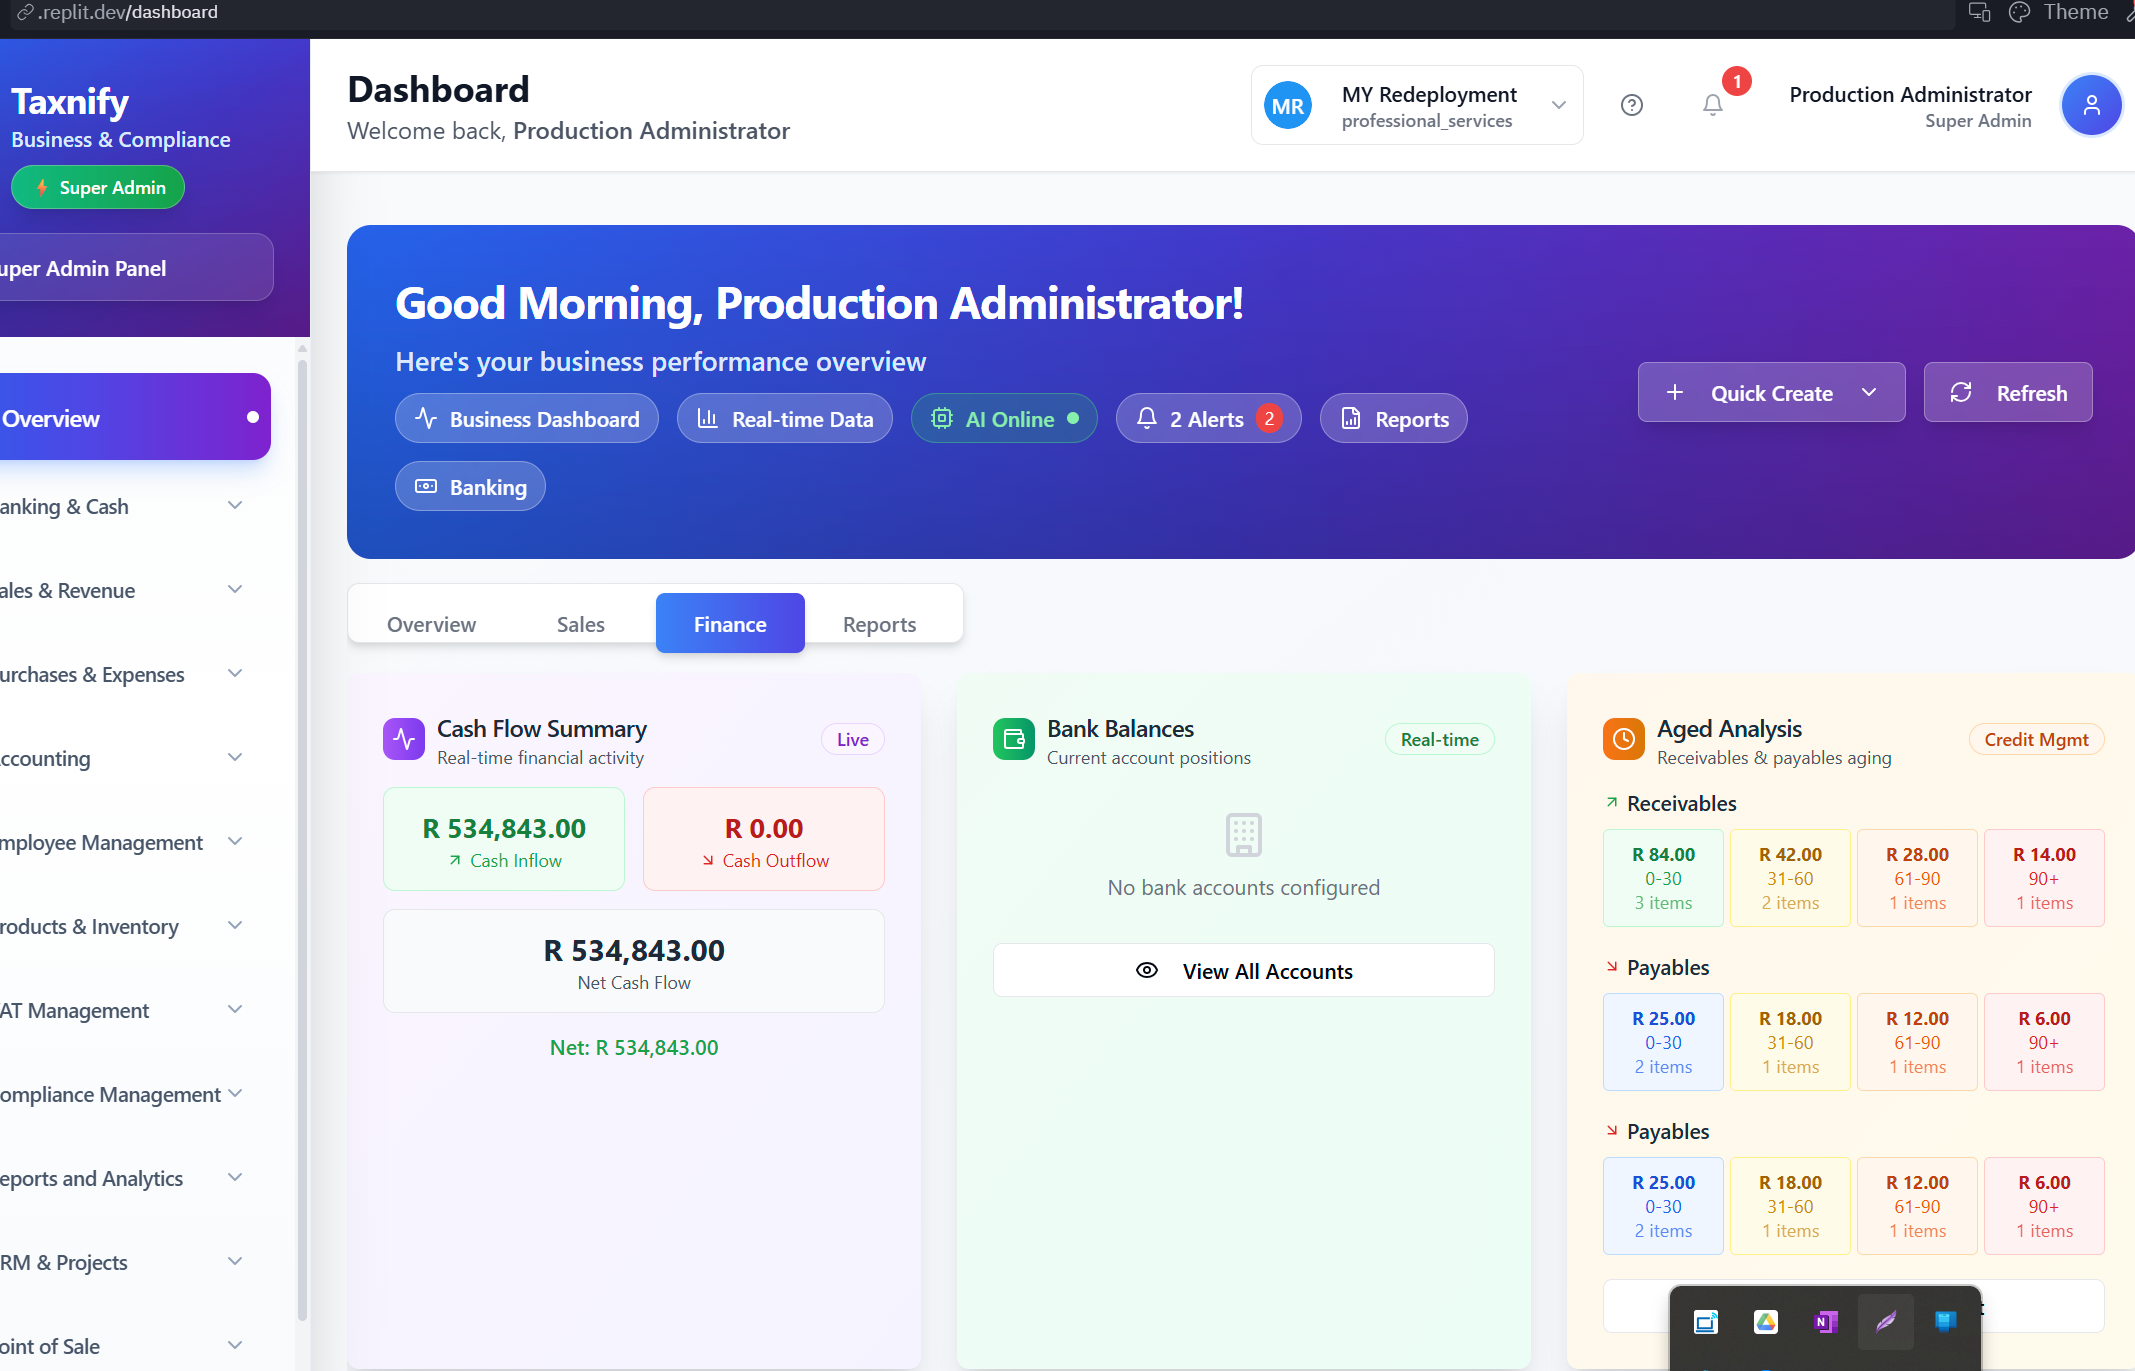 .replit.dev/dashboard
Theme
Taxnify
Business & Compliance
Super Admin
uper Admin Panel
Overview
anking & Cash
ales & Revenue
urchases & Expenses
ccounting
mployee Management
roducts & Inventory
AT Management
ompliance Management
eports and Analytics
RM & Projects
oint of Sale
Dashboard
Welcome back, Production Administrator
MR
MY Redeployment
professional_services
1
Production Administrator
Super Admin
Good Morning, Production Administrator!
Here's your business performance overview
Business Dashboard
Real-time Data
AI Online
2 Alerts 2
Reports
Banking
Quick Create
Refresh
Overview
Sales
Finance
Reports
Cash Flow Summary
Real-time financial activity
Live
R 534,843.00
Cash Inflow
R 0.00
Cash Outflow
R 534,843.00
Net Cash Flow
Net: R 534,843.00
Bank Balances
Current account positions
Real-time
No bank accounts configured
View All Accounts
Aged Analysis
Receivables & payables aging
Credit Mgmt
Receivables
R 84.00
0-30
3 items
R 42.00
31-60
2 items
R 28.00
61-90
1 items
R 14.00
90+
1 items
Payables
R 25.00
0-30
2 items
R 18.00
31-60
1 items
R 12.00
61-90
1 items
R 6.00
90+
1 items
Payables
R 25.00
0-30
2 items
R 18.00
31-60
1 items
R 12.00
61-90
1 items
R 6.00
90+
1 items
N